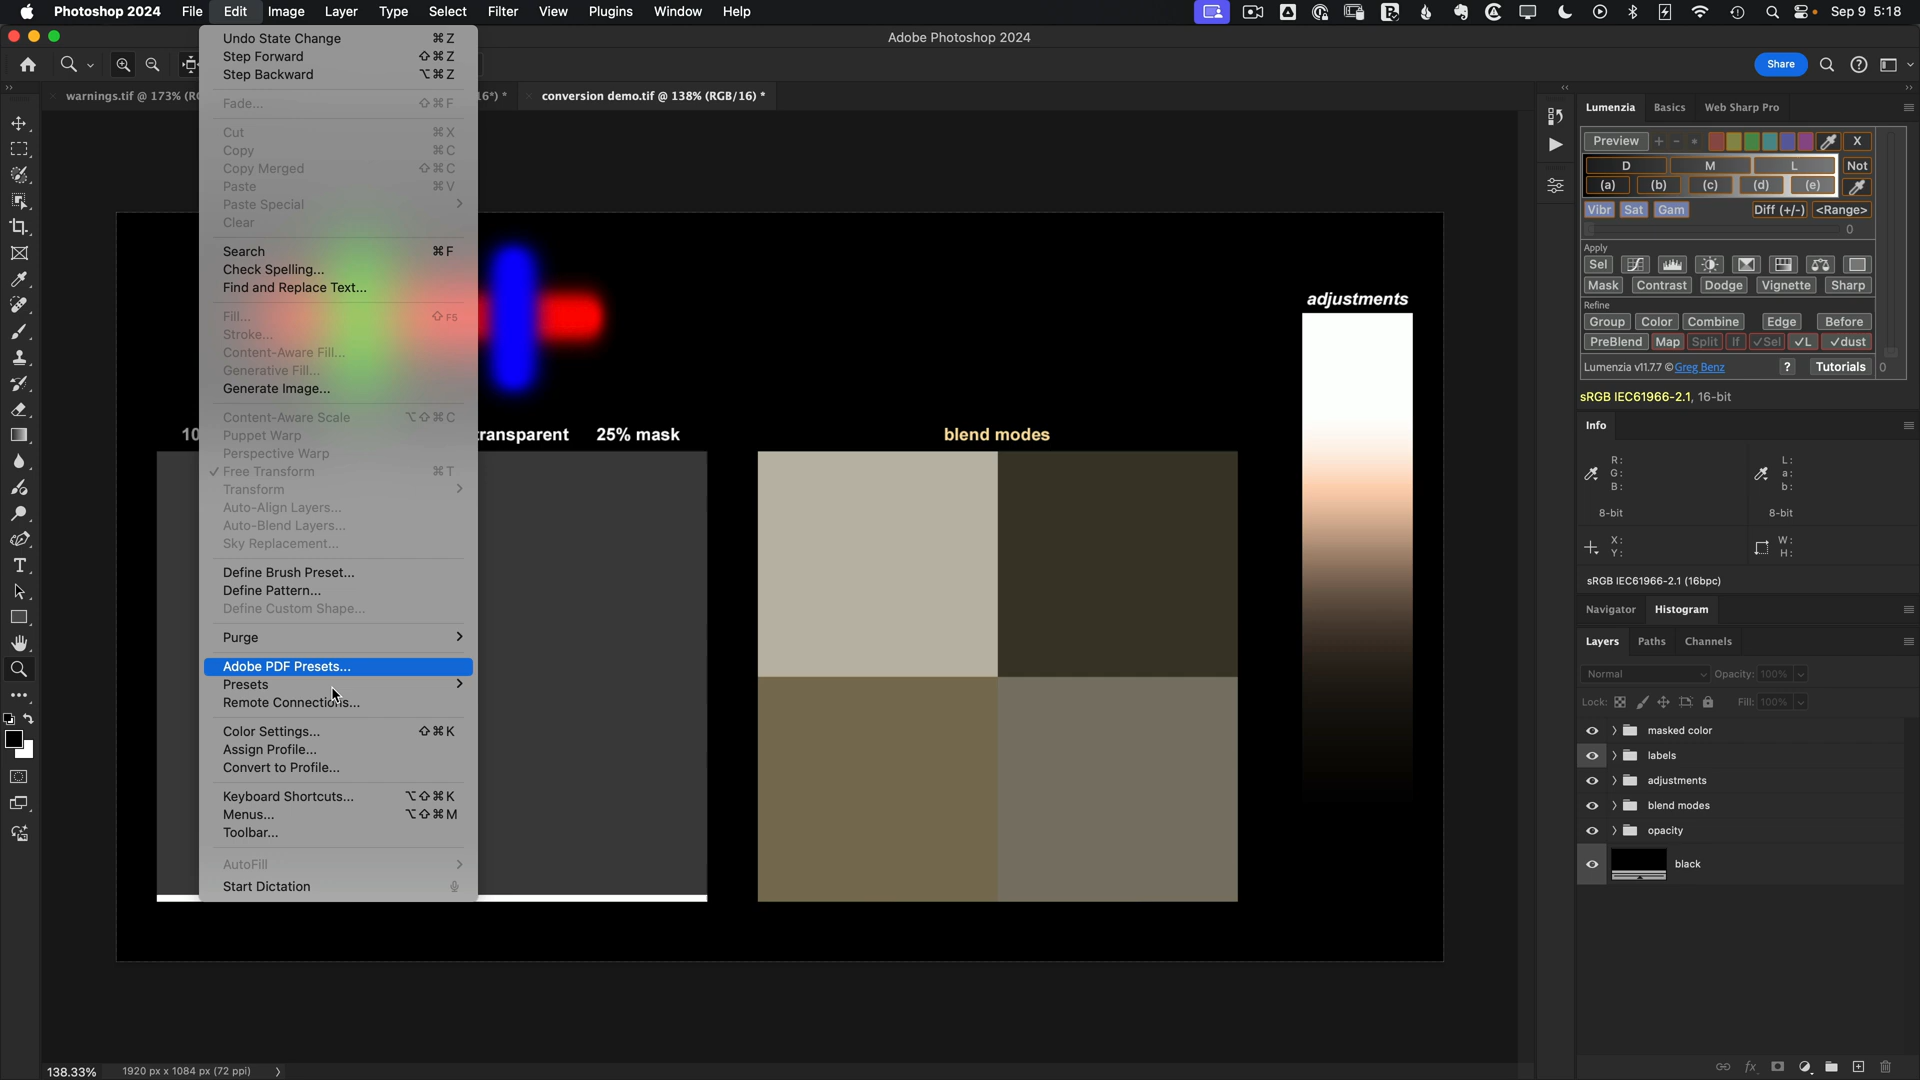 Photoshop 2024 File Edit Image Layer Type Select Filter View Plugins Window Help Sep 9 5:18
Adobe Photoshop 2024
Share
warnings.tif @ 173% (R 16*) * conversion demo.tif @ 138% (RGB/16) *
Undo State Change ⌘Z
Step Forward ⇧⌘Z
Step Backward ⌥⌘Z
Fade... ⇧⌘F
Cut ⌘X
Copy ⌘C
Copy Merged ⇧⌘C
Paste ⌘V
Paste Special
Clear
Search ⌘F
Check Spelling...
Find and Replace Text...
Fill... ⇧F5
Stroke...
Content-Aware Fill...
Generative Fill...
Generate Image...
Content-Aware Scale ⌥⇧⌘C
Puppet Warp
Perspective Warp
✓ Free Transform ⌘T
Transform
Auto-Align Layers...
Auto-Blend Layers...
Sky Replacement...
Define Brush Preset...
Define Pattern...
Define Custom Shape...
Purge
Adobe PDF Presets...
Presets
Remote Connections...
Color Settings... ⇧⌘K
Assign Profile...
Convert to Profile...
Keyboard Shortcuts... ⌥⇧⌘K
Menus... ⌥⇧⌘M
Toolbar...
AutoFill
Start Dictation
10 transparent 25% mask
blend modes
adjustments
138.33% 1920 px x 1084 px (72 ppi)
Lumenzia Basics Web Sharp Pro
Preview + - * X
D M L Not
(a) (b) (c) (d) (e)
Vibr Sat Gam Diff (+/-) <Range>
0
Apply
Sel
Mask Contrast Dodge Vignette Sharp
Refine
Group Color Combine Edge Before
PreBlend Map Split If ✓Sel ✓L ✓dust
Lumenzia v11.7.7 © Greg Benz ? Tutorials 0
sRGB IEC61966-2.1, 16-bit
Info
R: L:
G: a:
B: b:
8-bit 8-bit
X: W:
Y: H:
sRGB IEC61966-2.1 (16bpc)
Navigator Histogram
Layers Paths Channels
Normal Opacity: 100%
Lock: Fill: 100%
masked color
labels
adjustments
blend modes
opacity
black